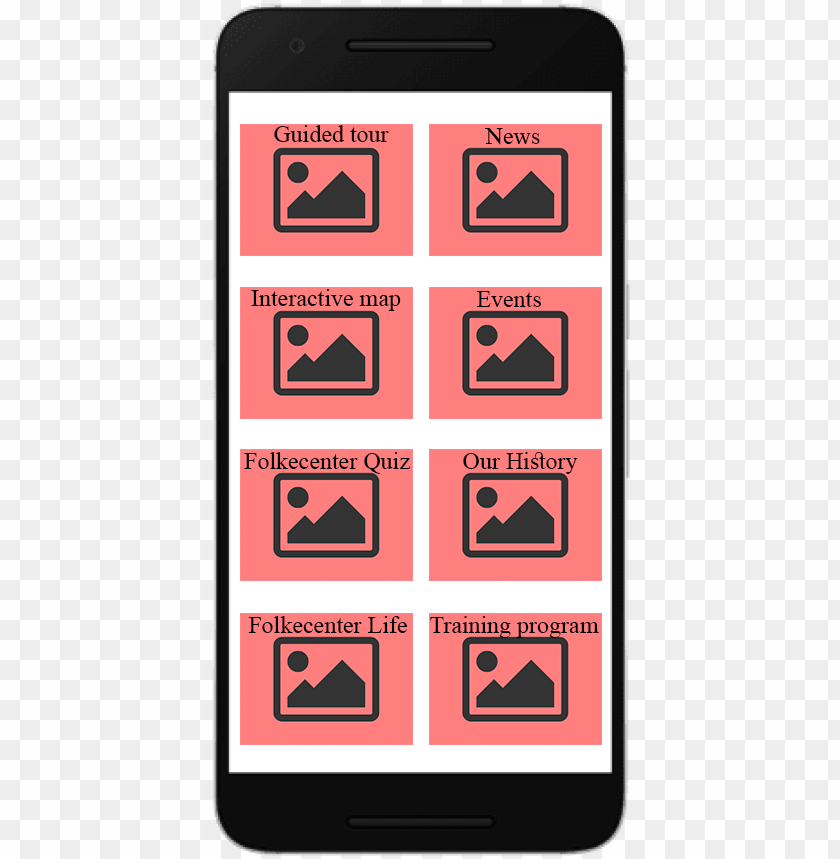 Guided tour
News
Interactive map
Events
Folkecenter Quiz
Our History
Folkecenter Life
Training program